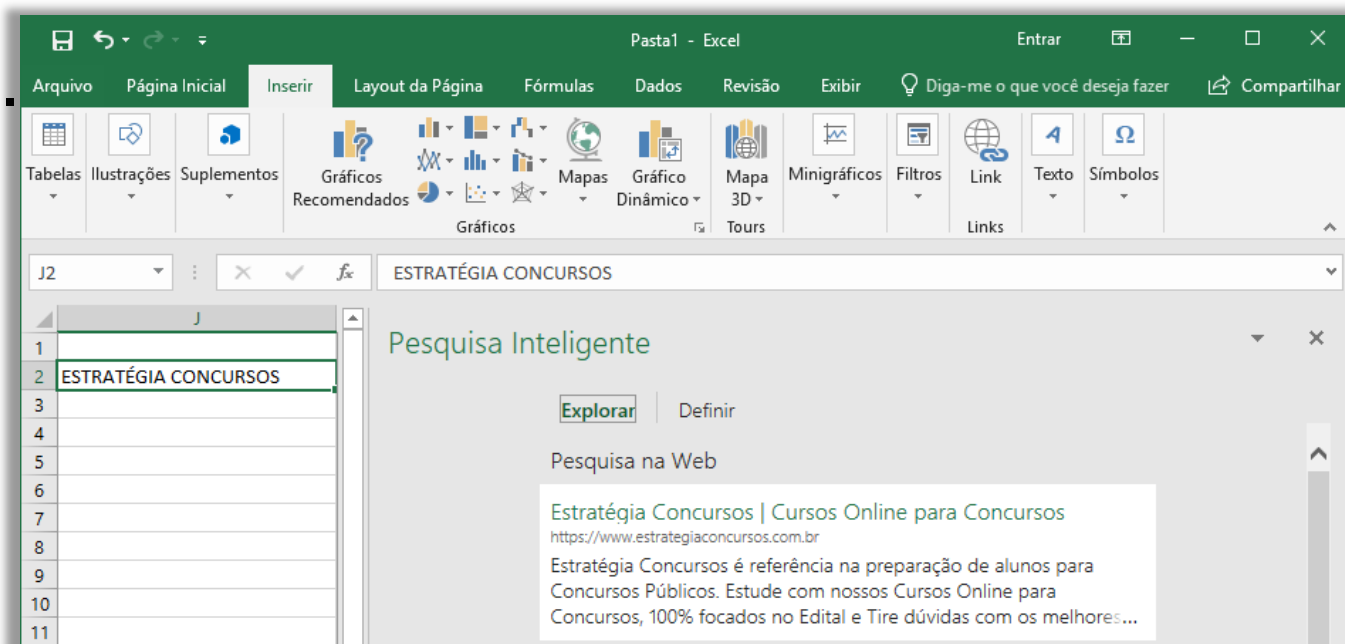 Pasta1 - Excel
Entrar
Arquivo Página Inicial Inserir Layout da Página Fórmulas Dados Revisão Exibir Diga-me o que você deseja fazer Compartilhar
Tabelas Ilustrações Suplementos
Gráficos
Recomendados
Mapas
Gráfico
Dinâmico
Mapa
3D
Minigráficos Filtros Link Texto Símbolos
Gráficos Tours Links
J2 fx ESTRATÉGIA CONCURSOS
J
1
2 ESTRATÉGIA CONCURSOS
3
4
5
6
7
8
9
10
11
Pesquisa Inteligente
Explorar Definir
Pesquisa na Web
Estratégia Concursos | Cursos Online para Concursos
https://www.estrategiaconcursos.com.br
Estratégia Concursos é referência na preparação de alunos para
Concursos Públicos. Estude com nossos Cursos Online para
Concursos, 100% focados no Edital e Tire dúvidas com os melhores...